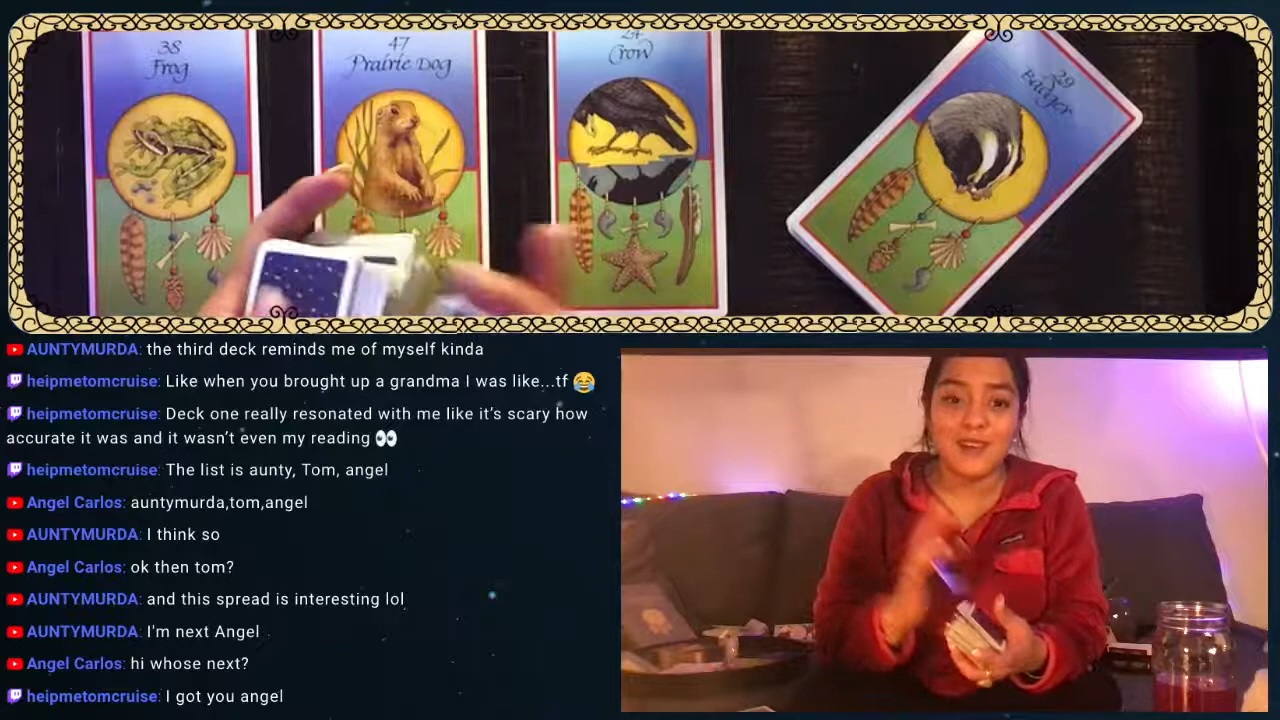 38
Frog
47
Prairie Dog
24
Crow
29
Badger
AUNTYMURDA: the third deck reminds me of myself kinda
heipmetomcruise: Like when you brought up a grandma I was like...tf 😂
heipmetomcruise: Deck one really resonated with me like it’s scary how
accurate it was and it wasn’t even my reading 👀
heipmetomcruise: The list is aunty, Tom, angel
Angel Carlos: auntymurda,tom,angel
AUNTYMURDA: I think so
Angel Carlos: ok then tom?
AUNTYMURDA: and this spread is interesting lol
AUNTYMURDA: I'm next Angel
Angel Carlos: hi whose next?
heipmetomcruise: I got you angel